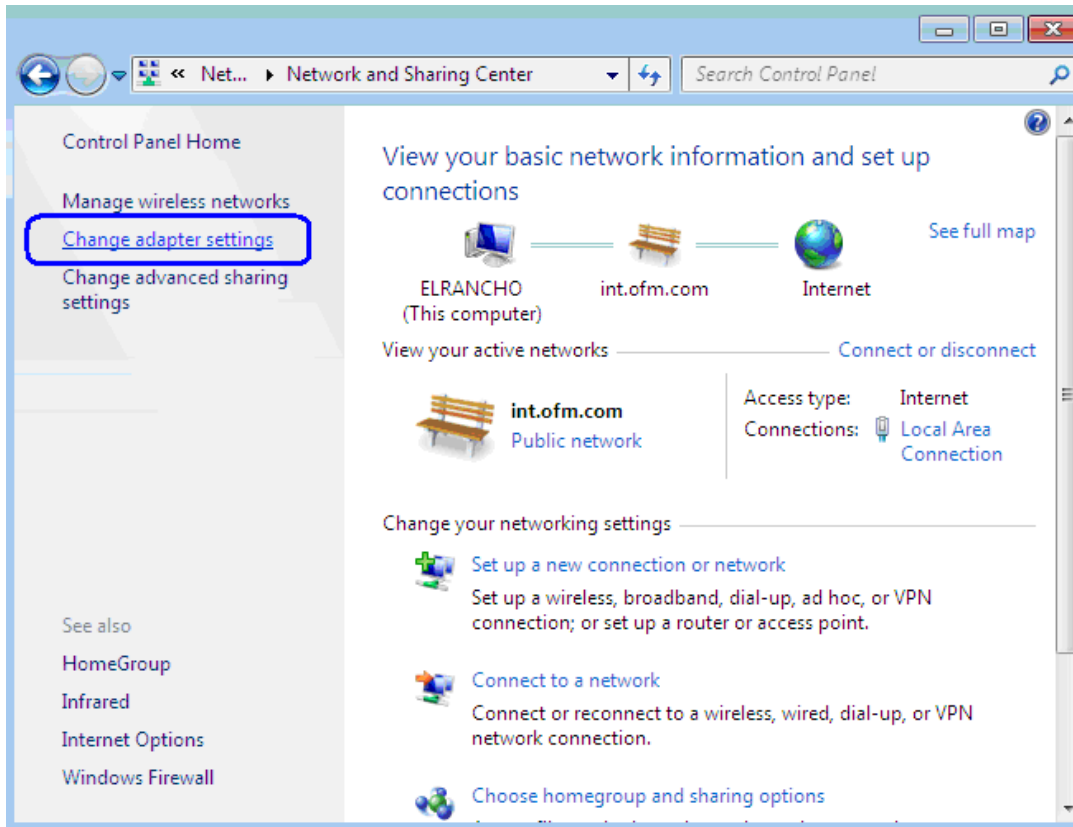 « Net... Network and Sharing Center
Search Control Panel
Control Panel Home
Manage wireless networks
Change adapter settings
Change advanced sharing
settings
See also
HomeGroup
Infrared
Internet Options
Windows Firewall
View your basic network information and set up
connections
See full map
ELRANCHO
(This computer)
int.ofm.com
Internet
View your active networks
Connect or disconnect
int.ofm.com
Public network
Access type: Internet
Connections: Local Area
Connection
Change your networking settings
Set up a new connection or network
Set up a wireless, broadband, dial-up, ad hoc, or VPN
connection; or set up a router or access point.
Connect to a network
Connect or reconnect to a wireless, wired, dial-up, or VPN
network connection.
Choose homegroup and sharing options